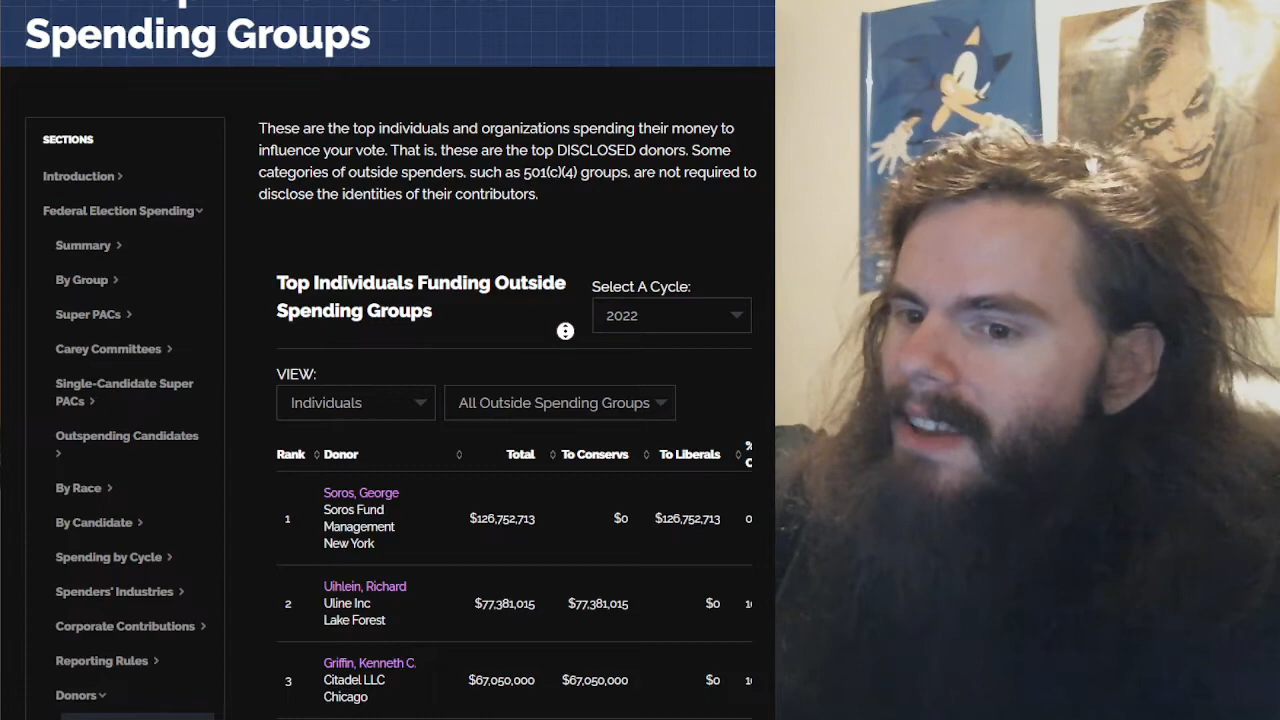 Spending Groups
SECTIONS
Introduction >
Federal Election Spending
Summary >
By Group >
Super PACs >
Carey Committees >
Single-Candidate Super
PACs >
Outspending Candidates
>
By Race >
By Candidate >
Spending by Cycle >
Spenders' Industries >
Corporate Contributions >
Reporting Rules >
Donors
These are the top individuals and organizations spending their money to
influence your vote. That is, these are the top DISCLOSED donors. Some
categories of outside spenders, such as 501(c)(4) groups, are not required to
disclose the identities of their contributors.
Top Individuals Funding Outside
Spending Groups
Select A Cycle:
2022
VIEW:
Individuals All Outside Spending Groups
Rank Donor Total To Conservs To Liberals %
1 Soros, George
Soros Fund
Management
New York
$126,752,713 $0 $126,752,713
2 Uihlein, Richard
Uline Inc
Lake Forest
$77,381,015 $77,381,015 $0
3 Griffin, Kenneth C.
Citadel LLC
Chicago
$67,050,000 $67,050,000 $0